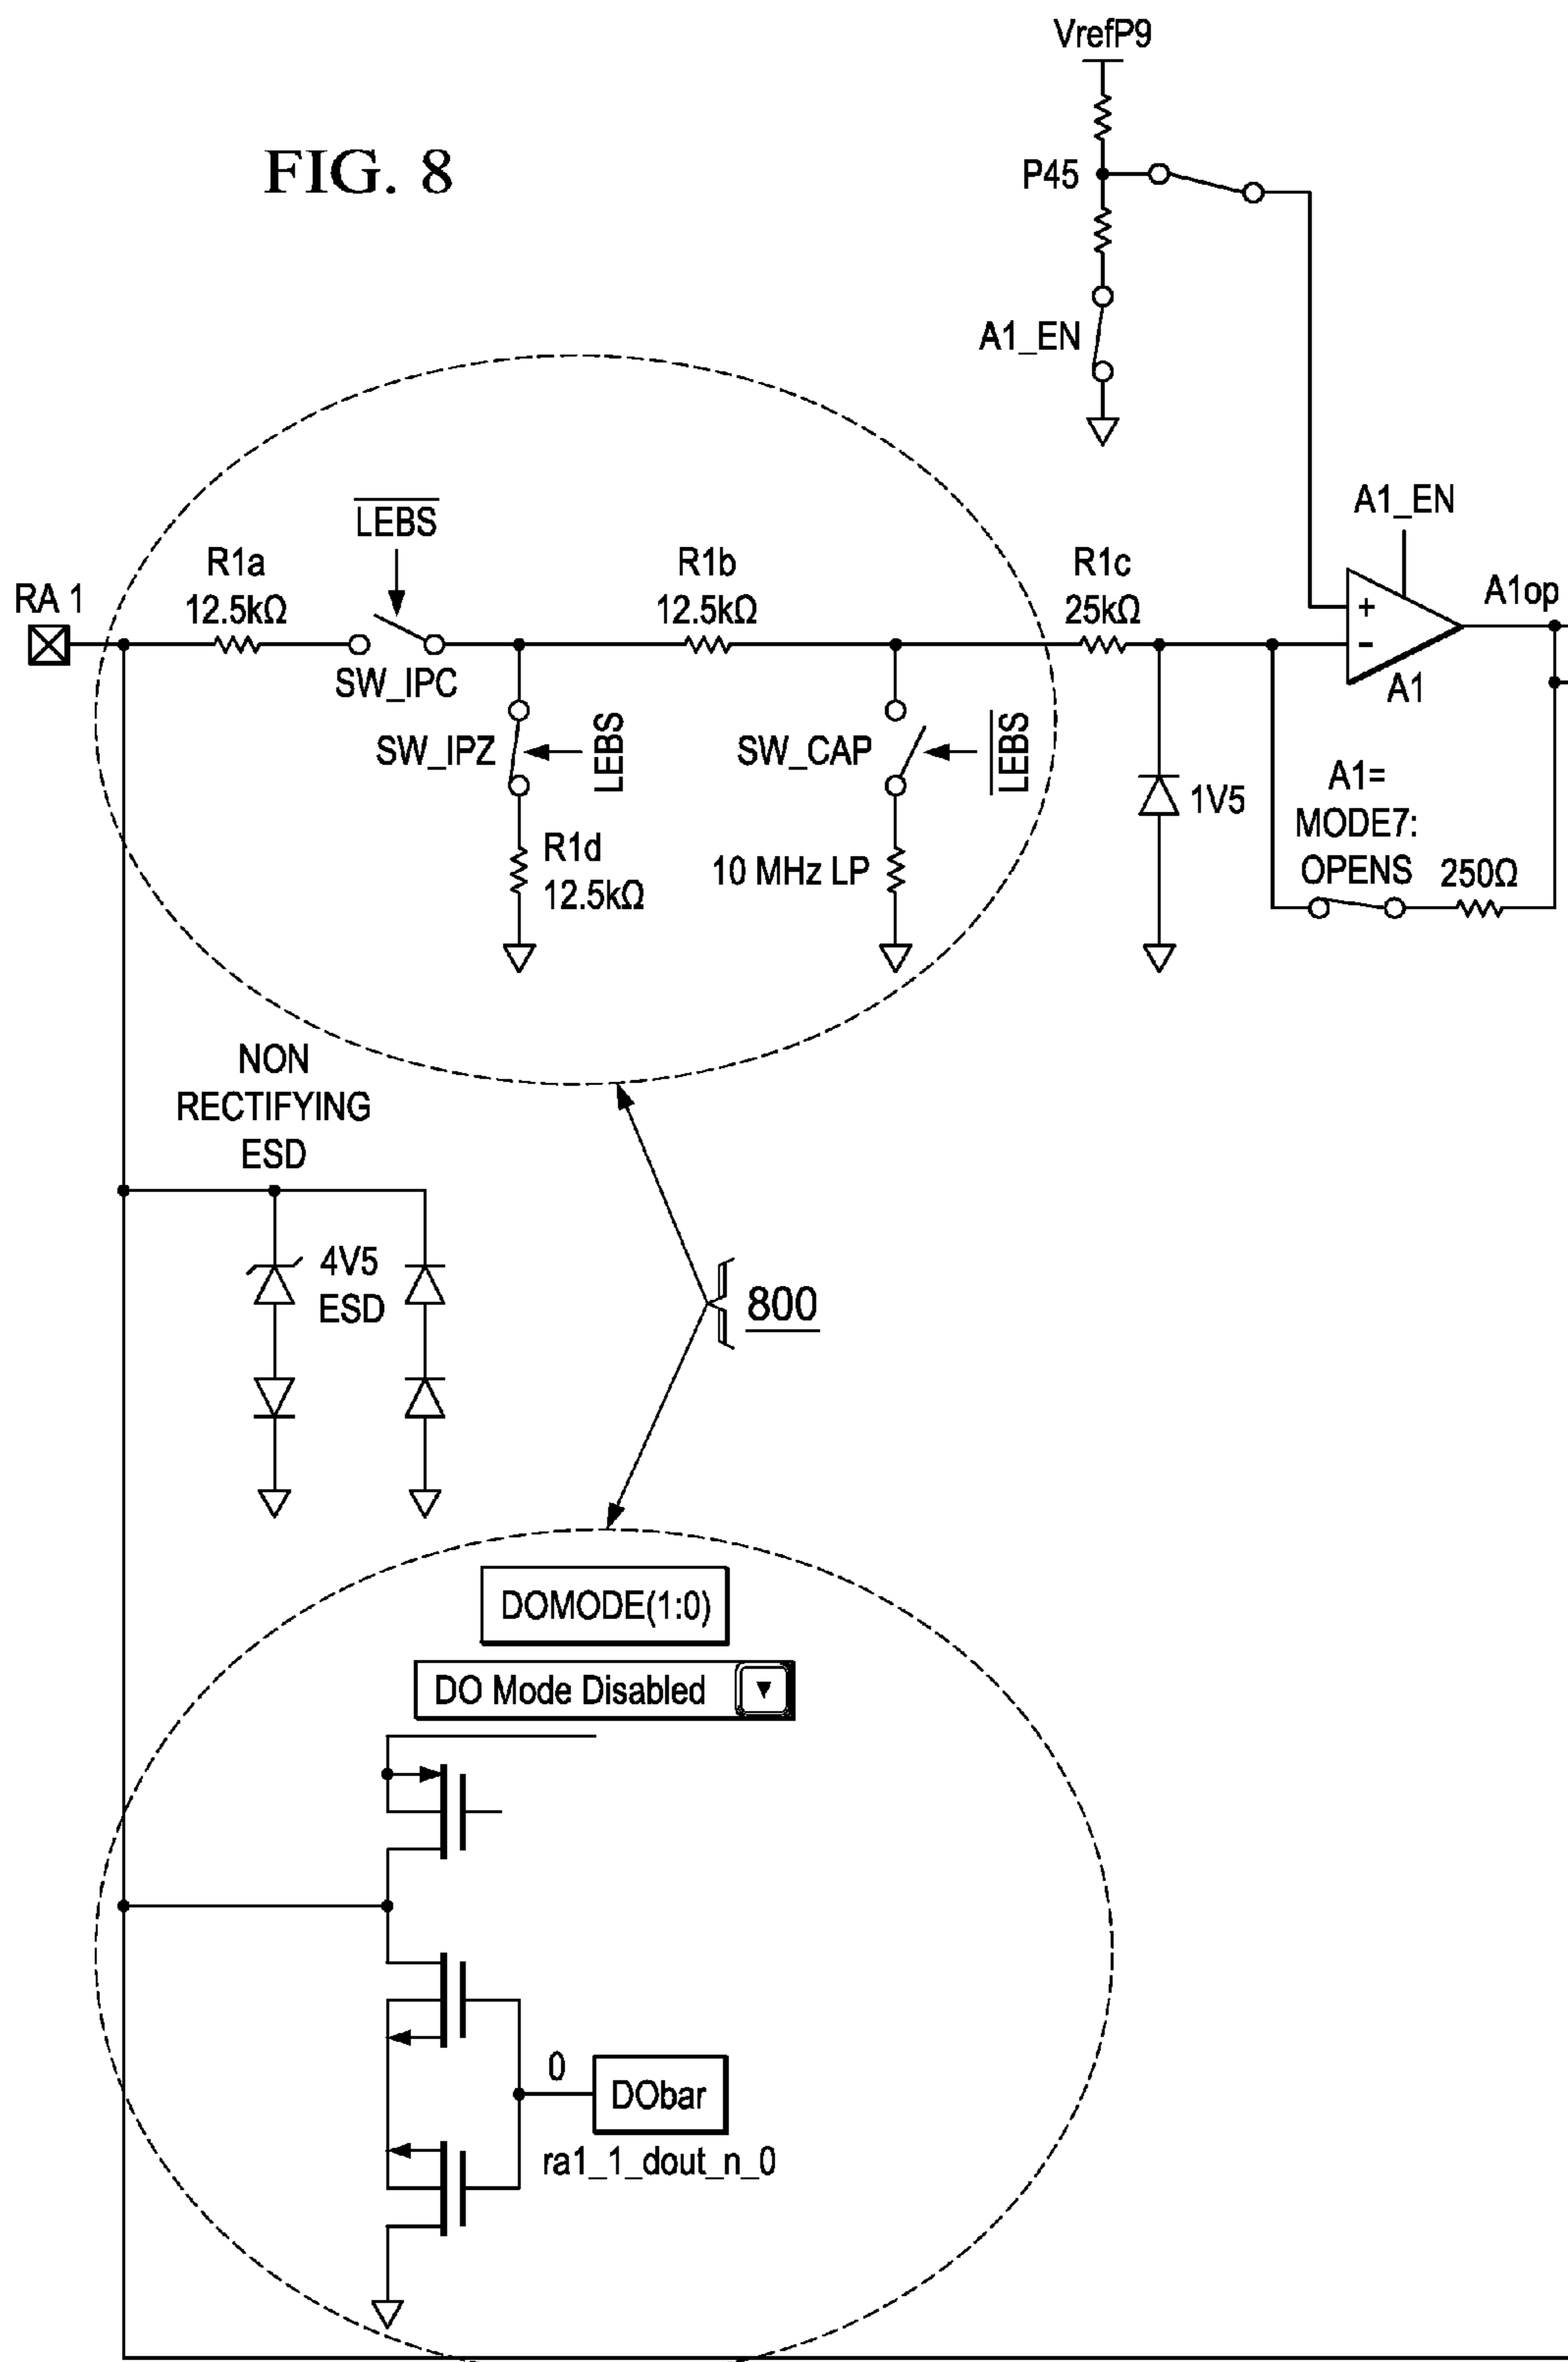 VrefP9
FIG. 8
P45
A1_EN
A1_EN
LEBS
R1a
12.5kΩ
R1b
12.5kΩ
R1c
25kΩ
A1op
RA 1
+
-
SW_IPC
A1
SW_IPZ
LEBS
SW_CAP
LEBS
1V5
A1=
MODE7:
OPENS
250Ω
R1d
12.5kΩ
10 MHz LP
NON
RECTIFYING
ESD
4V5
ESD
800
DOMODE(1:0)
DO Mode Disabled
0
DObar
ra1_1_dout_n_0